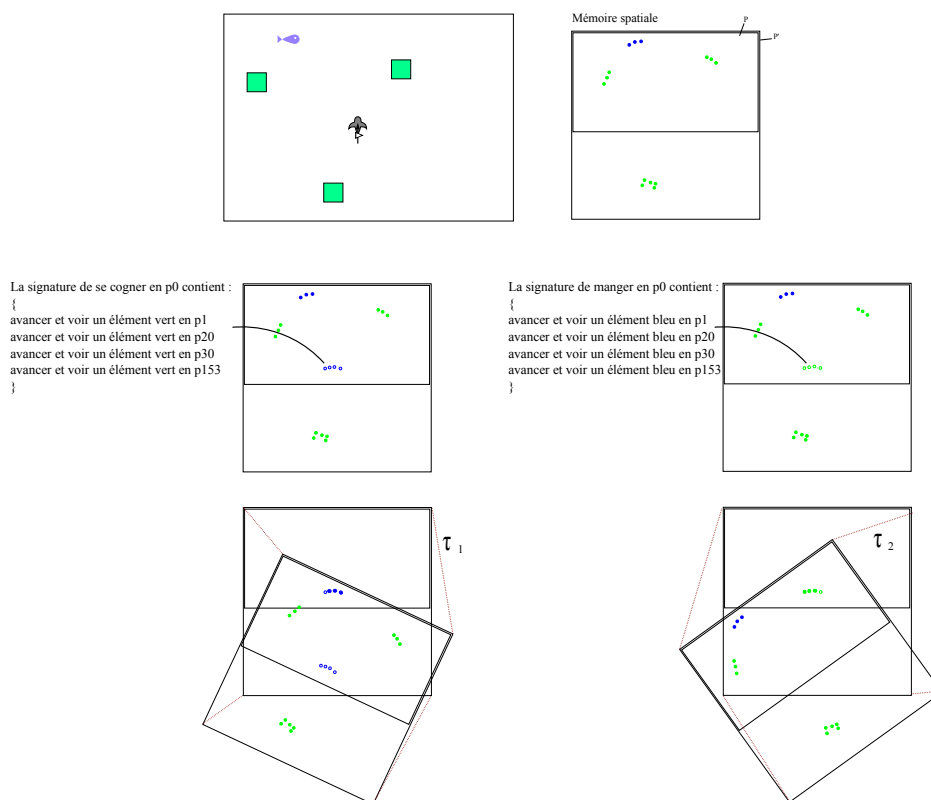 Mémoire spatiale
P
P'
La signature de se cogner en p0 contient :
{
avancer et voir un élément vert en p1
avancer et voir un élément vert en p20
avancer et voir un élément vert en p30
avancer et voir un élément vert en p153
}
La signature de manger en p0 contient :
{
avancer et voir un élément bleu en p1
avancer et voir un élément bleu en p20
avancer et voir un élément bleu en p30
avancer et voir un élément bleu en p153
}
τ 1
τ 2